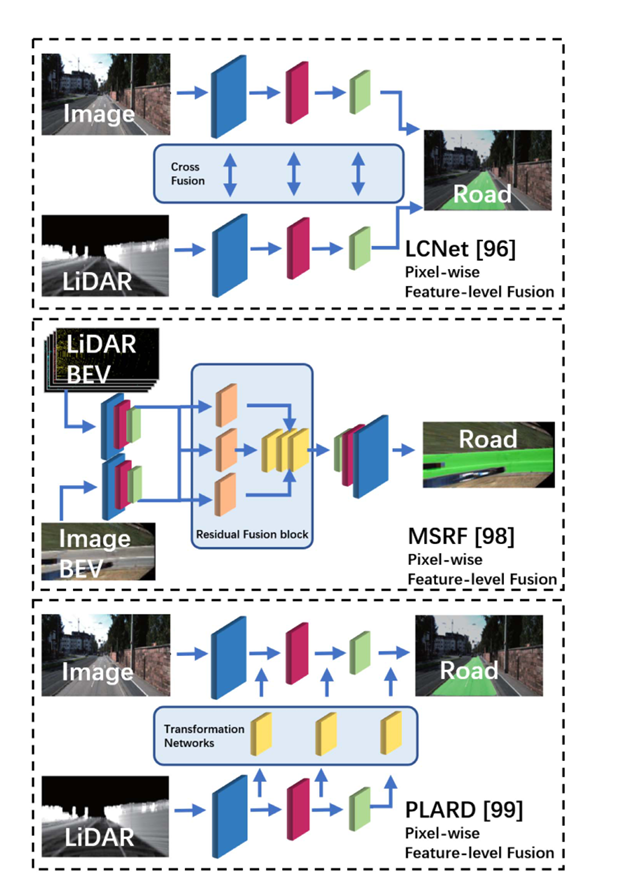 Image
Cross
Fusion
Road
LiDAR
LCNet [96]
Pixel-wise
Feature-level Fusion
LiDAR
BEV
Road
Residual Fusion block
Image
BEV
MSRF [98]
Pixel-wise
Feature-level Fusion
Image
Road
Transformation
Networks
LiDAR
PLARD [99]
Pixel-wise
Feature-level Fusion